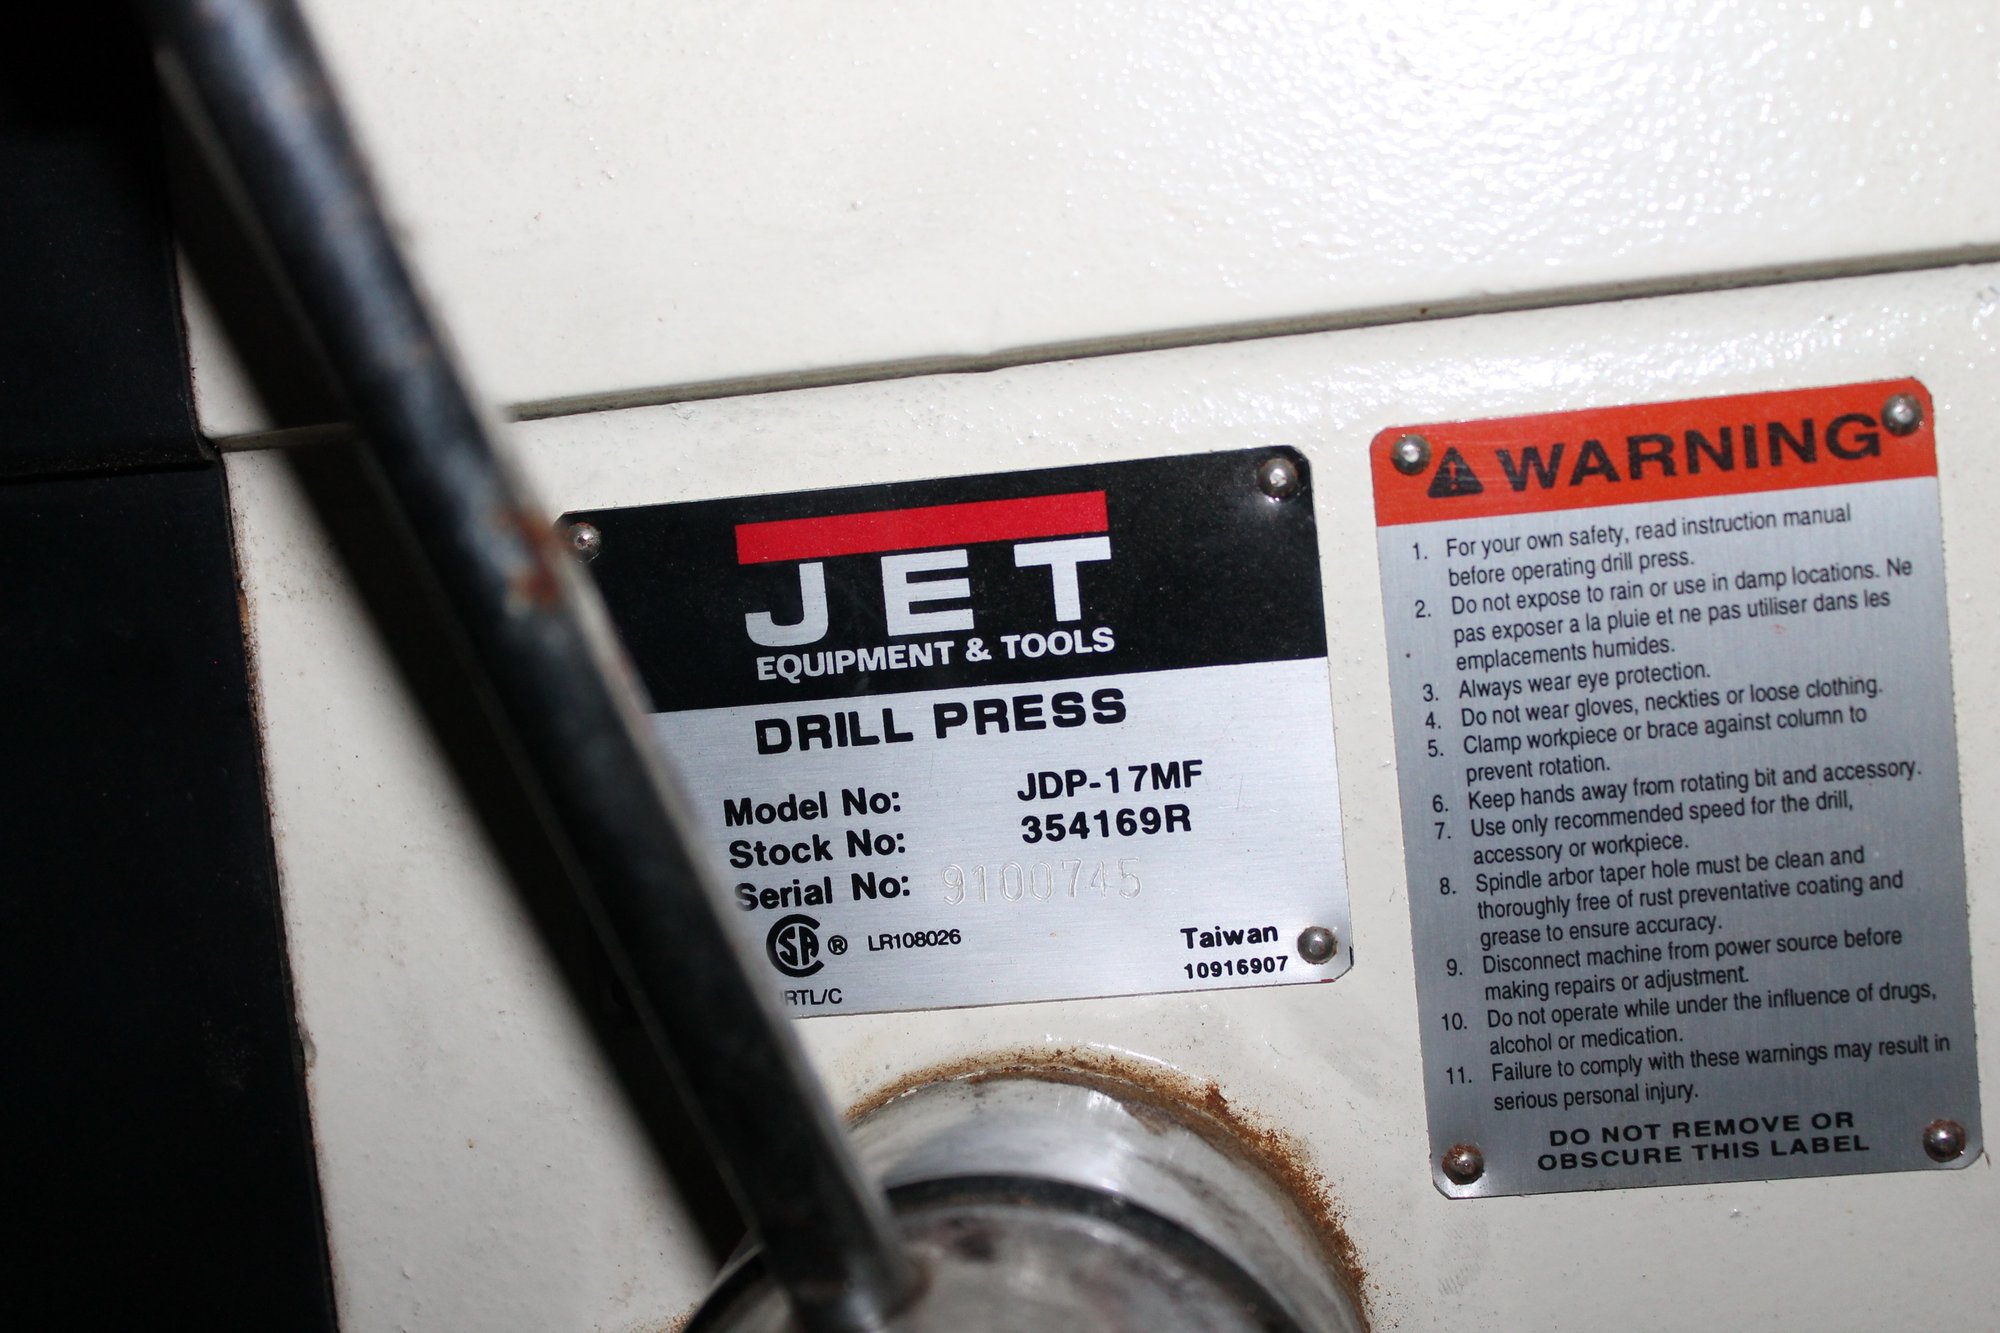 JET
EQUIPMENT & TOOLS
DRILL PRESS
Model No: JDP-17MF
Stock No: 354169R
Serial No: 9100745
SA ® LR108026
RTL/C
Taiwan
10916907
WARNING
1. For your own safety, read instruction manual
before operating drill press.
2. Do not expose to rain or use in damp locations. Ne
pas exposer a la pluie et ne pas utiliser dans les
emplacements humides.
3. Always wear eye protection.
4. Do not wear gloves, neckties or loose clothing.
5. Clamp workpiece or brace against column to
prevent rotation.
6. Keep hands away from rotating bit and accessory.
7. Use only recommended speed for the drill,
accessory or workpiece.
8. Spindle arbor taper hole must be clean and
thoroughly free of rust preventative coating and
grease to ensure accuracy.
9. Disconnect machine from power source before
making repairs or adjustment.
10. Do not operate while under the influence of drugs,
alcohol or medication.
11. Failure to comply with these warnings may result in
serious personal injury.
DO NOT REMOVE OR
OBSCURE THIS LABEL